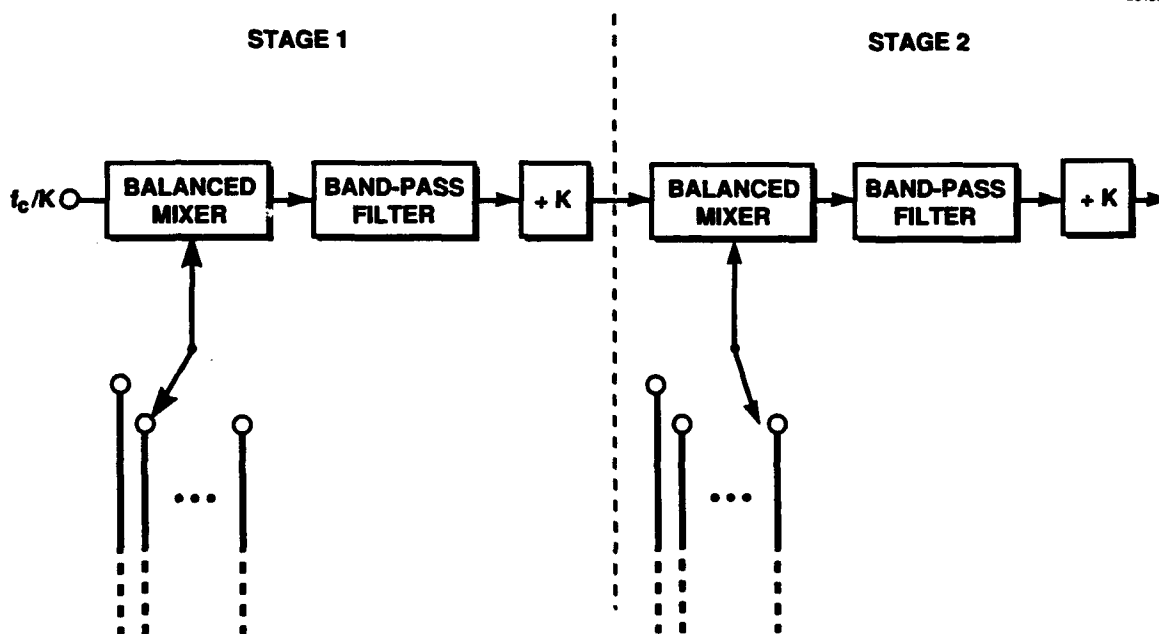 STAGE 1
STAGE 2
f_c/K
BALANCED
MIXER
BAND-PASS
FILTER
÷ K
BALANCED
MIXER
BAND-PASS
FILTER
÷ K